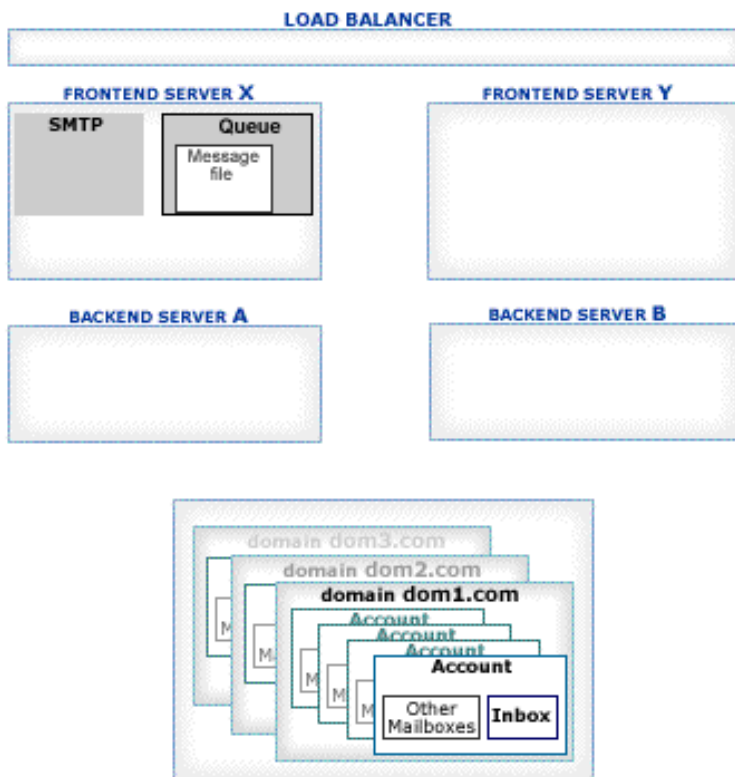 LOAD BALANCER
FRONTEND SERVER X
FRONTEND SERVER Y
SMTP
Queue
Message
file
BACKEND SERVER A
BACKEND SERVER B
domain dom3.com
domain dom2.com
domain dom1.com
Account
Account
Account
Account
M
Ma
M
M
M
Other
Mailboxes
Inbox